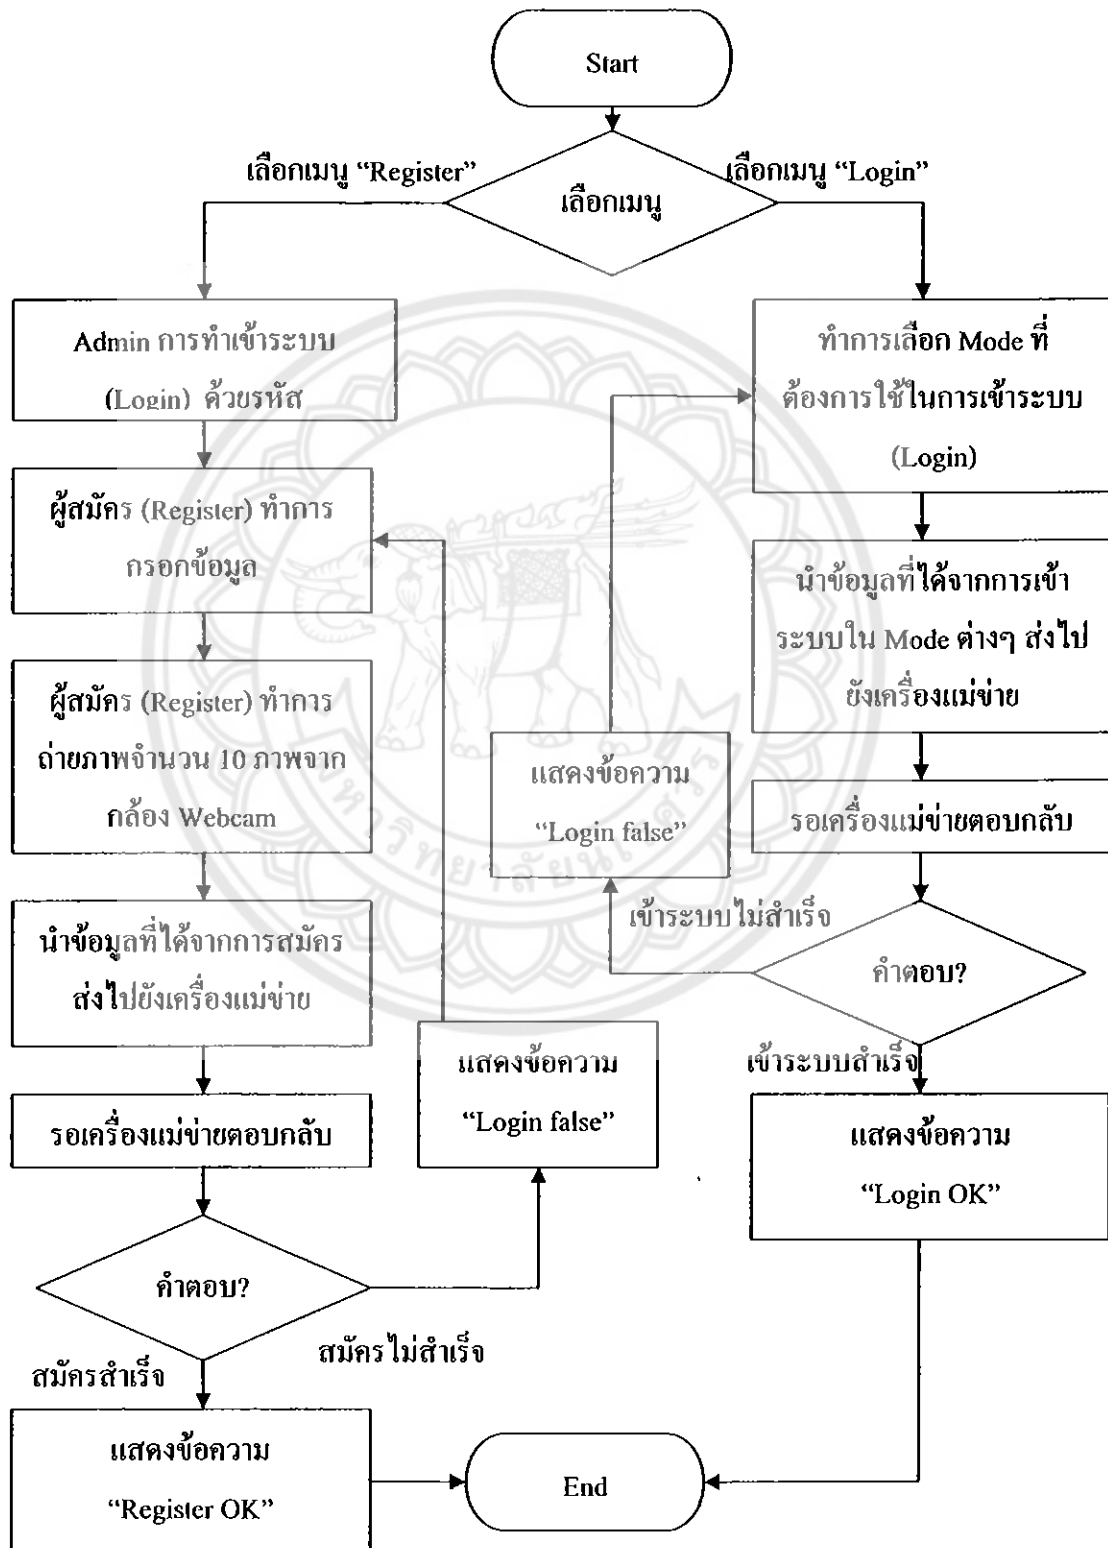 Start
เลือกเมนู “Register”
เลือกเมนู “Login”
เลือกเมนู
Admin การทำเข้าระบบ
(Login) ด้วยรหัส
ผู้สมัคร (Register) ทำการ
กรอกข้อมูล
ผู้สมัคร (Register) ทำการ
ถ่ายภาพจำนวน 10 ภาพจาก
กล้อง Webcam
นำข้อมูลที่ได้จากการสมัคร
ส่งไปยังเครื่องแม่ข่าย
รอเครื่องแม่ข่ายตอบกลับ
คำตอบ?
สมัครไม่สำเร็จ
สมัครสำเร็จ
แสดงข้อความ
“Login false”
แสดงข้อความ
“Register OK”
ทำการเลือก Mode ที่
ต้องการใช้ในการเข้าระบบ
(Login)
นำข้อมูลที่ได้จากการเข้า
ระบบใน Mode ต่างๆ ส่งไป
ยังเครื่องแม่ข่าย
รอเครื่องแม่ข่ายตอบกลับ
คำตอบ?
เข้าระบบไม่สำเร็จ
แสดงข้อความ
“Login false”
เข้าระบบสำเร็จ
แสดงข้อความ
“Login OK”
End
มหาวิทยาลัยนเรศวร